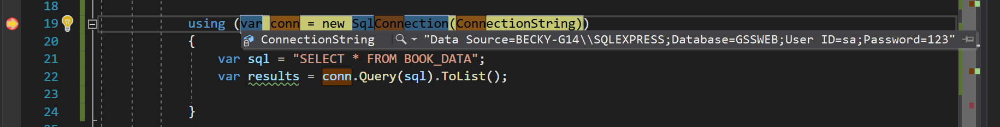 18
19 using (var conn = new SqlConnection(ConnectionString))
ConnectionString "Data Source=BECKY-G14\\SQLEXPRESS;Database=GSSWEB;User ID=sa;Password=123"
20 {
21 var sql = "SELECT * FROM BOOK_DATA";
22 var results = conn.Query(sql).ToList();
23
24 }